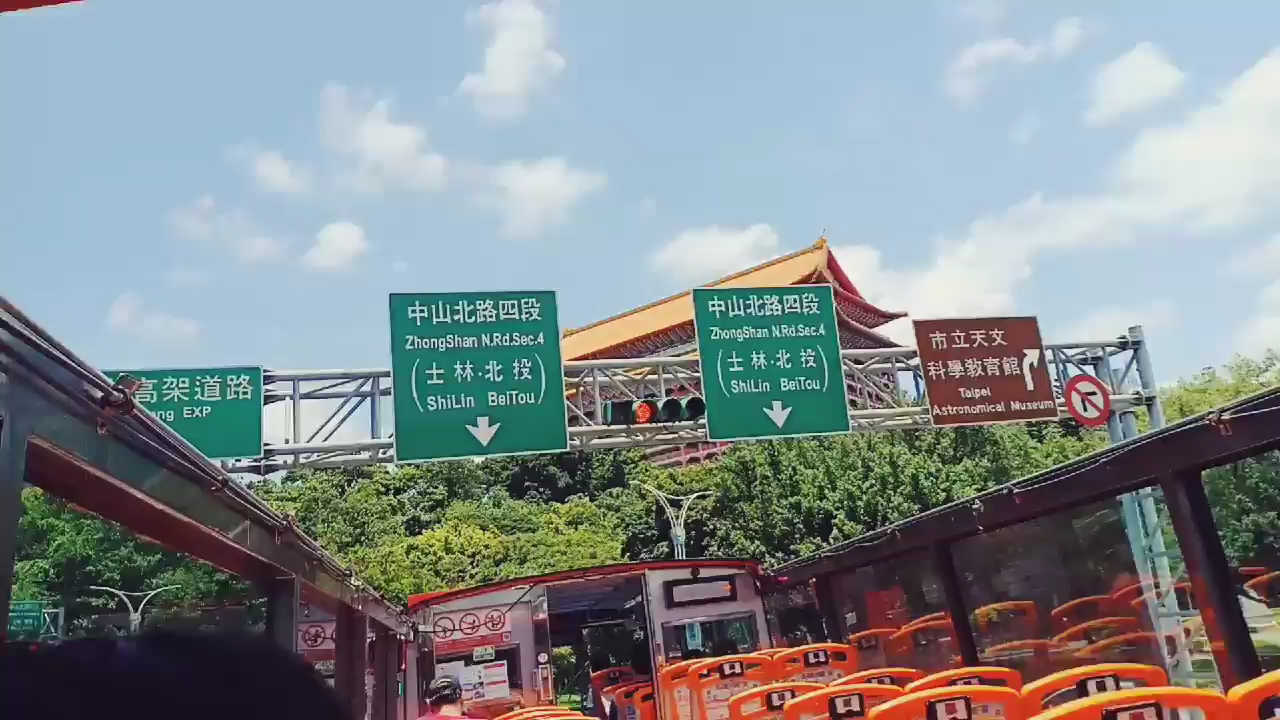 高架道路
ng EXP
中山北路四段
ZhongShan N.Rd.Sec.4
(士林·北投
ShiLin BeiTou)
中山北路四段
ZhongShan N.Rd.Sec.4
(士林·北投
ShiLin BeiTou)
市立天文
科學教育館
Taipei
Astronomical Museum